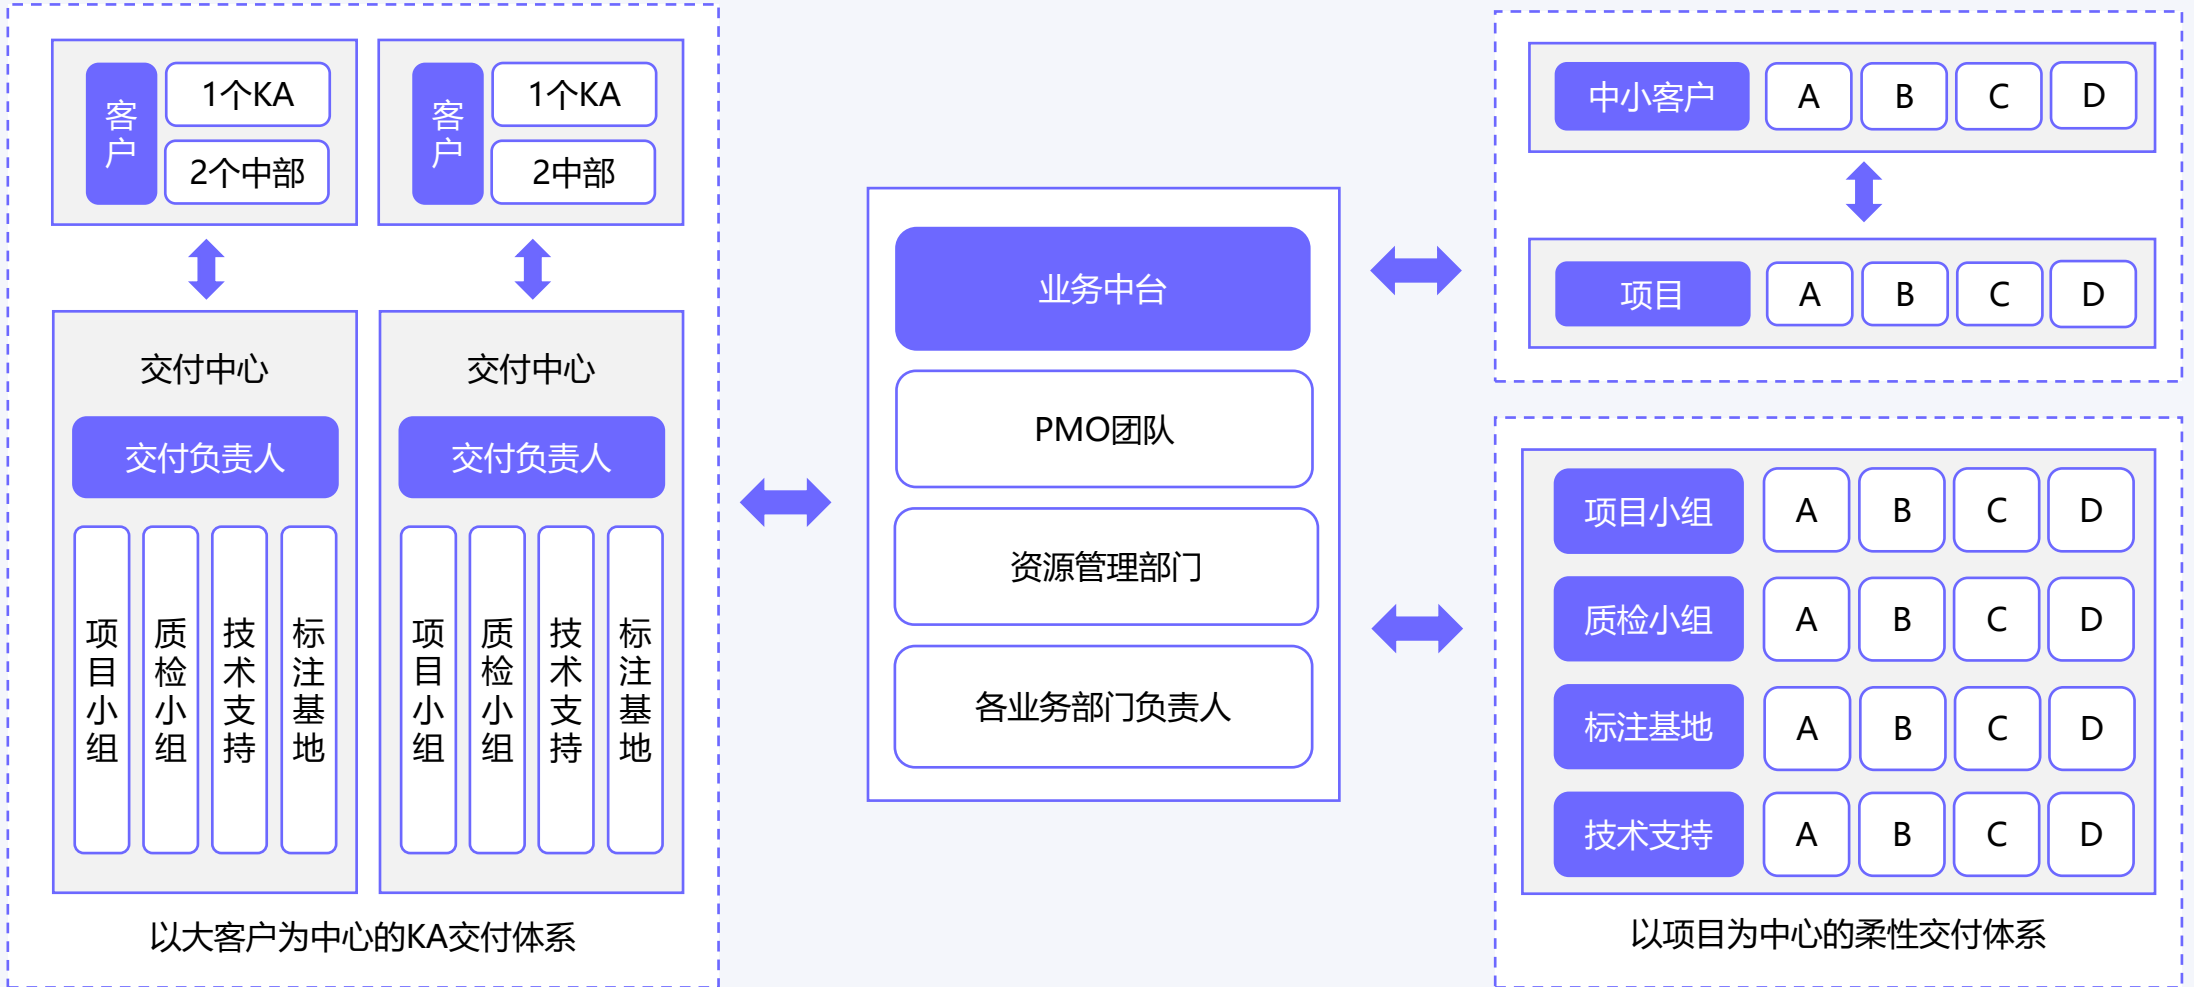 客户
1个KA
2个中部
交付中心
交付负责人
项目小组
质检小组
技术支持
标注基地
客户
1个KA
2中部
交付中心
交付负责人
项目小组
质检小组
技术支持
标注基地
以大客户为中心的KA交付体系
业务中台
PMO团队
资源管理部门
各业务部门负责人
中小客户 A B C D
项目 A B C D
项目小组 A B C D
质检小组 A B C D
标注基地 A B C D
技术支持 A B C D
以项目为中心的柔性交付体系